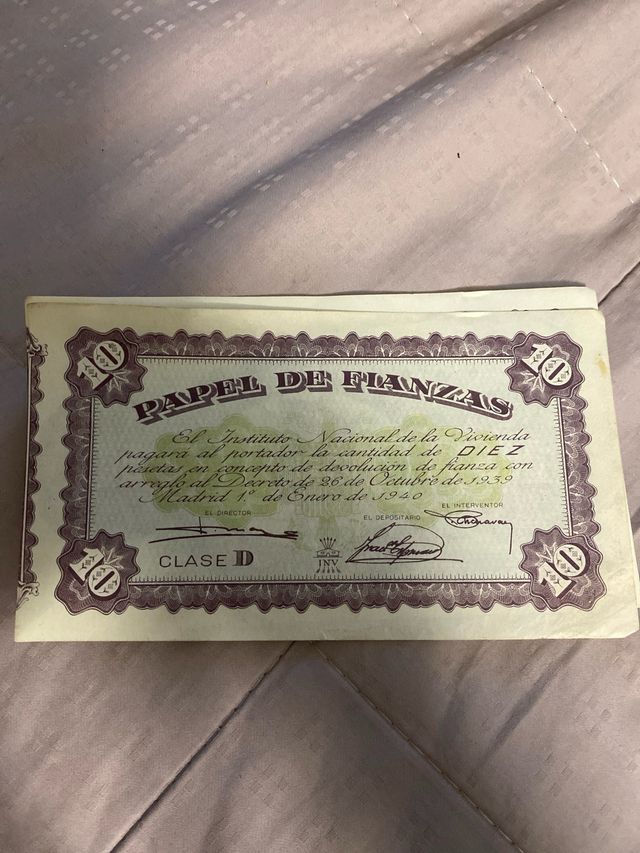 10 10
PAPEL DE FIANZAS
El Instituto Nacional de la Vivienda
pagará al portador la cantidad de DIEZ
pesetas en concepto de devolución de fianza con
arreglo al Decreto de 26 de Octubre de 1939
Madrid 1.º de Enero de 1940
EL DIRECTOR EL DEPOSITARIO EL INTERVENTOR
CLASE D INV
10 10